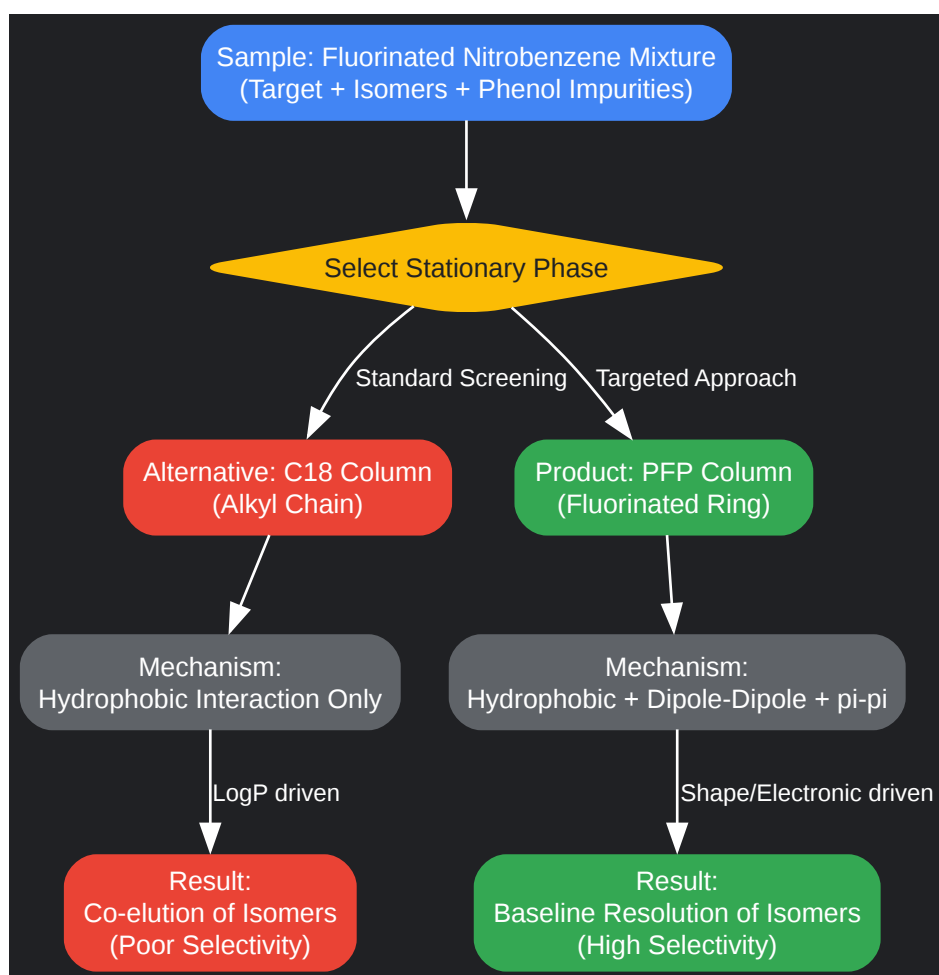 Sample: Fluorinated Nitrobenzene Mixture
(Target + Isomers + Phenol Impurities)
Select Stationary Phase
Standard Screening
Targeted Approach
Alternative: C18 Column
(Alkyl Chain)
Product: PFP Column
(Fluorinated Ring)
Mechanism:
Hydrophobic Interaction Only
Mechanism:
Hydrophobic + Dipole-Dipole + pi-pi
LogP driven
Shape/Electronic driven
Result:
Co-elution of Isomers
(Poor Selectivity)
Result:
Baseline Resolution of Isomers
(High Selectivity)